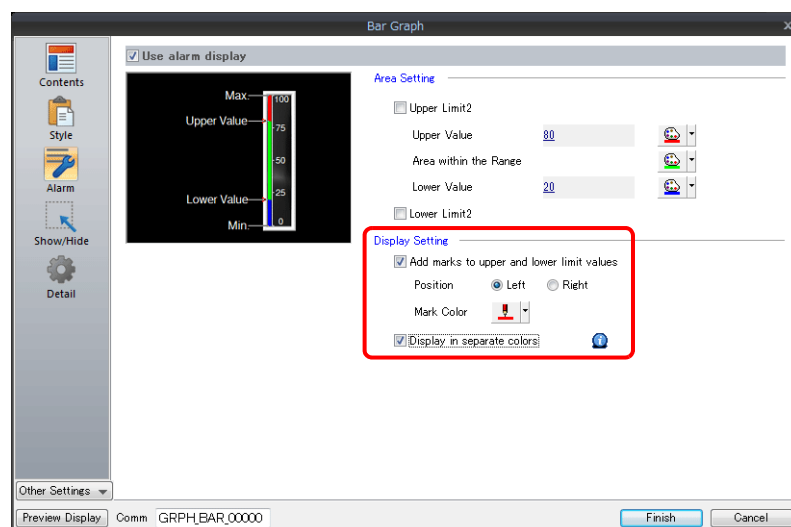 Bar Graph
x
Contents
Style
Alarm
Show/Hide
Detail
Other Settings
Use alarm display
Max.
100
Upper Value
75
50
Lower Value
25
Min.
0
Area Setting
Upper Limit2
Upper Value 80
Area within the Range
Lower Value 20
Lower Limit2
Display Setting
Add marks to upper and lower limit values
Position Left Right
Mark Color
Display in separate colors
Preview Display Comm GRPH_BAR_00000 Finish Cancel